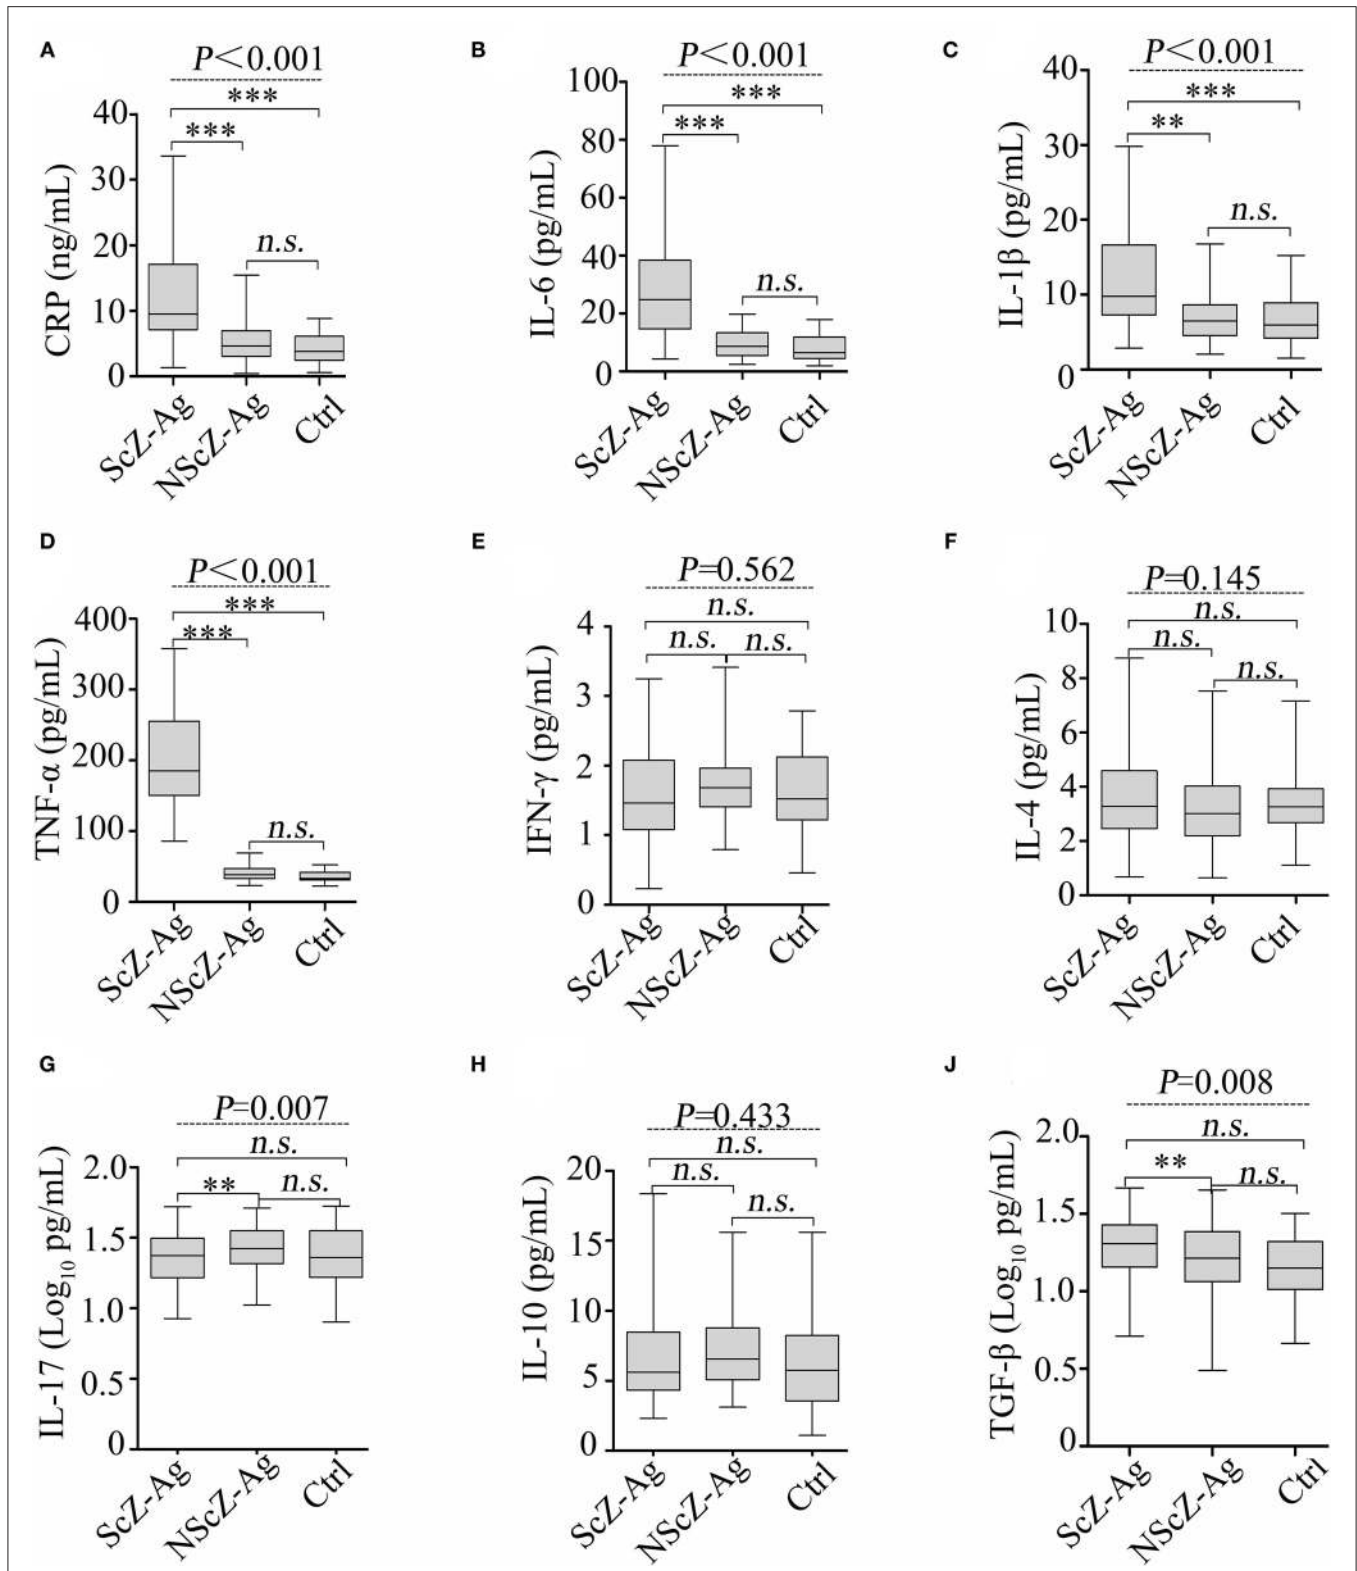 A
P<0.001
***
***
n.s.
CRP (ng/mL)
40
30
20
10
0
ScZ-Ag
NScZ-Ag
Ctrl
B
P<0.001
***
***
n.s.
IL-6 (pg/mL)
100
80
60
40
20
0
ScZ-Ag
NScZ-Ag
Ctrl
C
P<0.001
***
**
n.s.
IL-1β (pg/mL)
40
30
20
10
0
ScZ-Ag
NScZ-Ag
Ctrl
D
P<0.001
***
***
n.s.
TNF-α (pg/mL)
400
300
200
100
0
ScZ-Ag
NScZ-Ag
Ctrl
E
P=0.562
n.s.
n.s.
n.s.
IFN-γ (pg/mL)
4
3
2
1
0
ScZ-Ag
NScZ-Ag
Ctrl
F
P=0.145
n.s.
n.s.
n.s.
IL-4 (pg/mL)
10
8
6
4
2
0
ScZ-Ag
NScZ-Ag
Ctrl
G
P=0.007
n.s.
**
n.s.
IL-17 (Log10 pg/mL)
2.0
1.5
1.0
0.5
0
ScZ-Ag
NScZ-Ag
Ctrl
H
P=0.433
n.s.
n.s.
n.s.
IL-10 (pg/mL)
20
15
10
5
0
ScZ-Ag
NScZ-Ag
Ctrl
J
P=0.008
n.s.
**
n.s.
TGF-β (Log10 pg/mL)
2.0
1.5
1.0
0.5
0
ScZ-Ag
NScZ-Ag
Ctrl